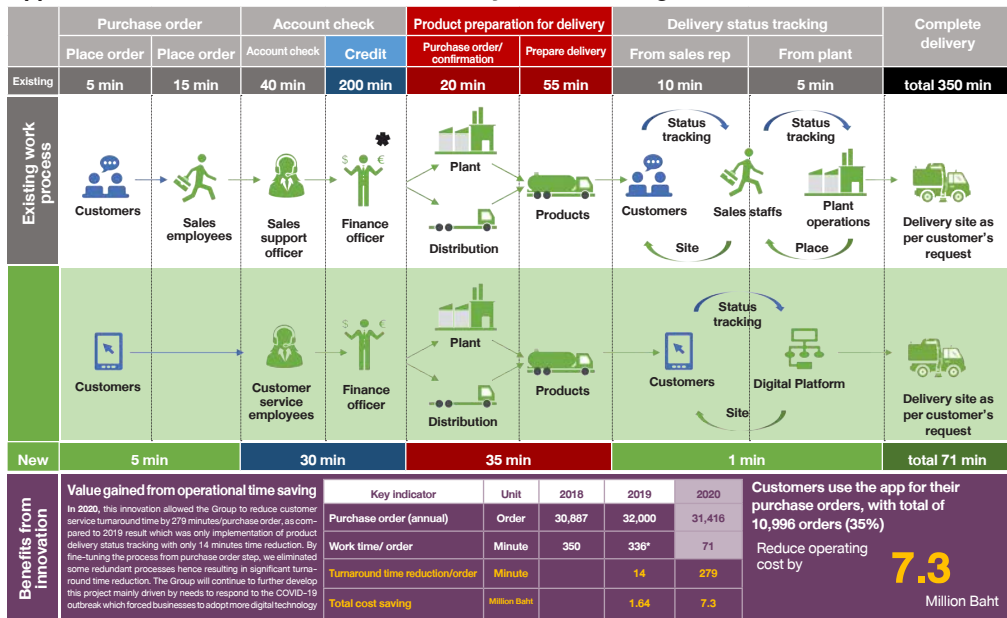 Purchase order
Account check
Product preparation for delivery
Delivery status tracking
Complete
delivery
Place order
Place order
Account check
Credit
Purchase order/
confirmation
Prepare delivery
From sales rep
From plant
Existing
5 min
15 min
40 min
200 min
20 min
55 min
10 min
5 min
total 350 min
Existing work
process
Customers
Sales
employees
Sales
support
officer
$ €
*
Finance
officer
Plant
Distribution
Products
Status
tracking
Customers
Sales staffs
Site
Status
tracking
Plant
operations
Place
Delivery site as
per customer's
request
Customers
Customer
service
employees
$ €
Finance
officer
Plant
Distribution
Products
Status
tracking
Customers
Digital Platform
Site
Delivery site as
per customer's
request
New
5 min
30 min
35 min
1 min
total 71 min
Benefits from
innovation
Value gained from operational time saving
In 2020, this innovation allowed the Group to reduce customer
service turnaround time by 279 minutes/purchase order, as com-
pared to 2019 result which was only implementation of product
delivery status tracking with only 14 minutes time reduction. By
fine-tuning the process from purchase order step, we eliminated
some redundant processes hence resulting in significant turna-
round time reduction. The Group will continue to further develop
this project mainly driven by needs to respond to the COVID-19
outbreak which forced businesses to adopt more digital technology
Key indicator Unit 2018 2019 2020
Purchase order (annual) Order 30,887 32,000 31,416
Work time/ order Minute 350 336* 71
Turnaround time reduction/order Minute 14 279
Total cost saving Million Baht 1.64 7.3
Customers use the app for their
purchase orders, with total of
10,996 orders (35%)
Reduce operating
cost by
7.3
Million Baht